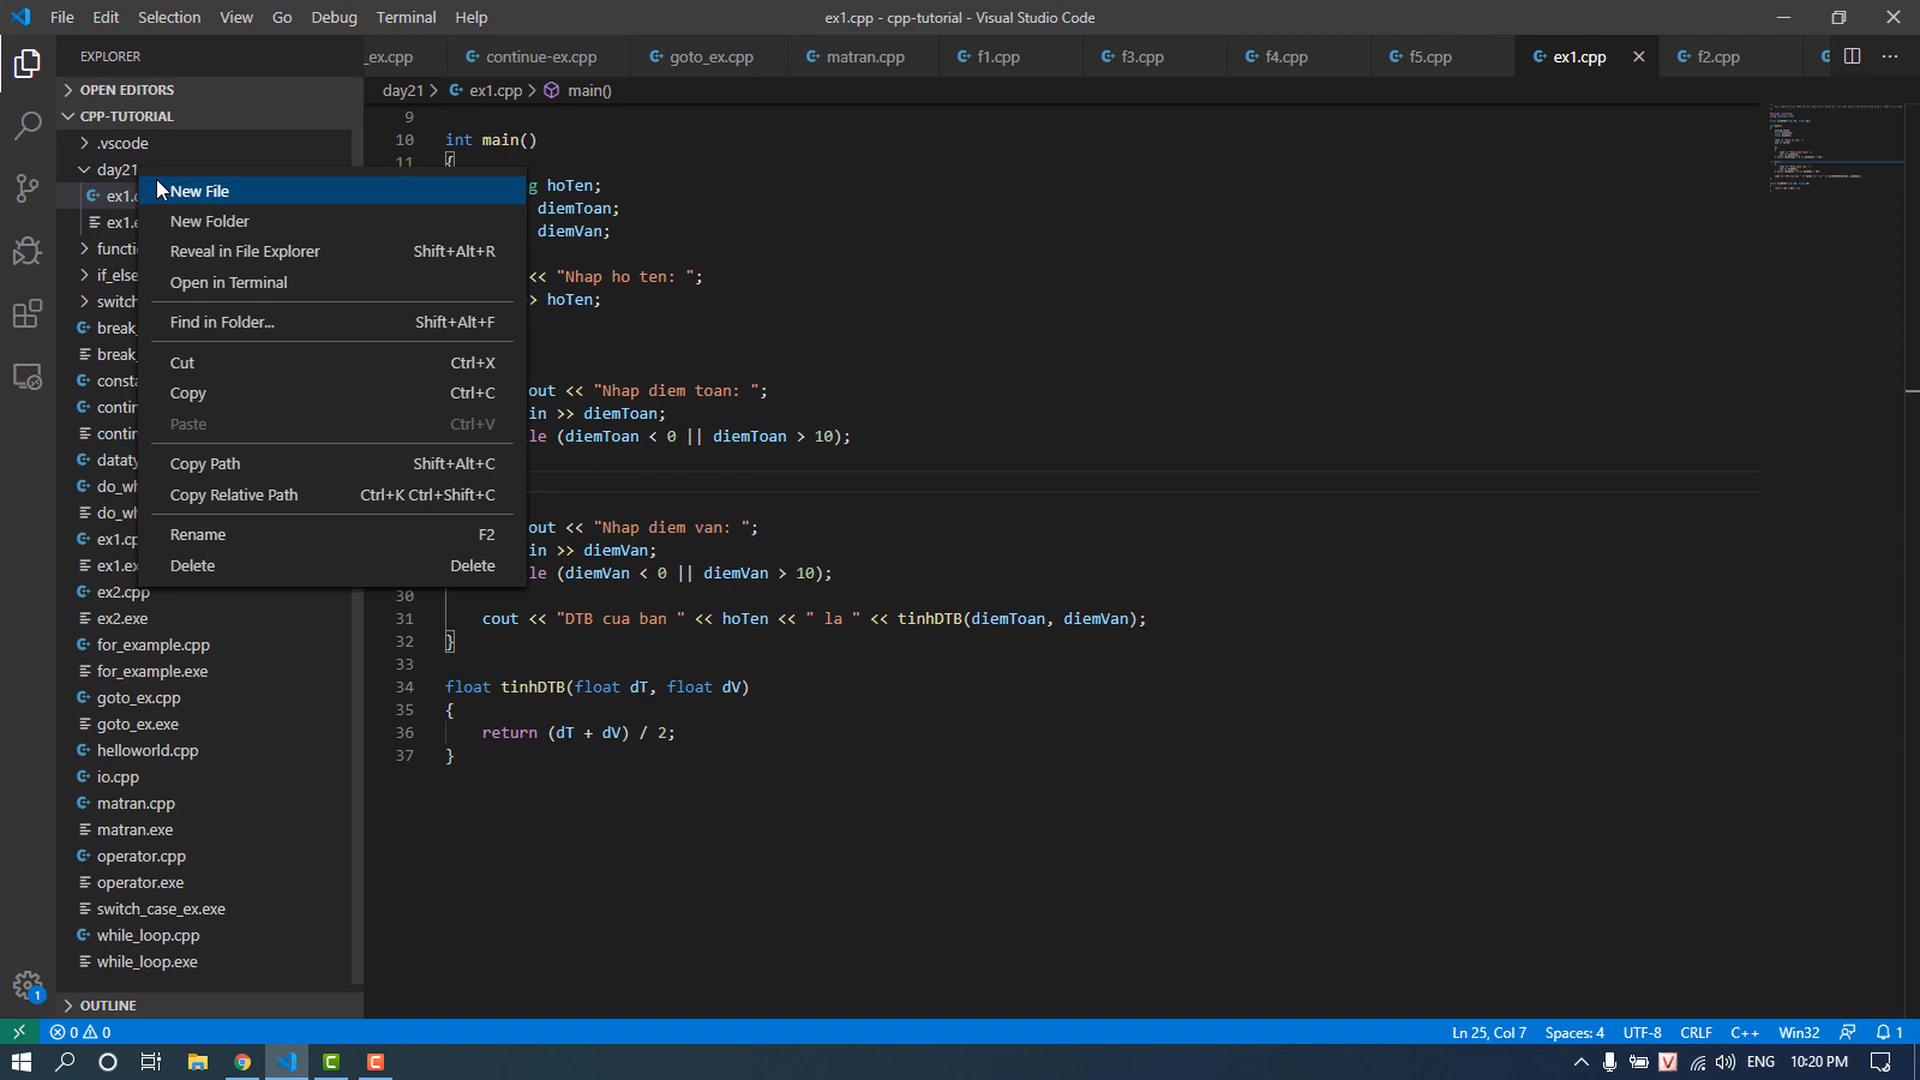 File Edit Selection View Go Debug Terminal Help
ex1.cpp - cpp-tutorial - Visual Studio Code
EXPLORER
_ex.cpp continue-ex.cpp goto_ex.cpp matran.cpp f1.cpp f3.cpp f4.cpp f5.cpp ex1.cpp f2.cpp
OPEN EDITORS
day21 > ex1.cpp > main()
CPP-TUTORIAL
.vscode
day21
ex1.c
ex1.e
functi
if_else
switch
break_
break_
consta
contin
contin
dataty
do_wh
do_wh
ex1.cp
ex1.ex
ex2.cpp
ex2.exe
for_example.cpp
for_example.exe
goto_ex.cpp
goto_ex.exe
helloworld.cpp
io.cpp
matran.cpp
matran.exe
operator.cpp
operator.exe
switch_case_ex.exe
while_loop.cpp
while_loop.exe
OUTLINE
New File
New Folder
Reveal in File Explorer Shift+Alt+R
Open in Terminal
Find in Folder... Shift+Alt+F
Cut Ctrl+X
Copy Ctrl+C
Paste Ctrl+V
Copy Path Shift+Alt+C
Copy Relative Path Ctrl+K Ctrl+Shift+C
Rename F2
Delete Delete
9
10 int main()
11 {
g hoTen;
diemToan;
diemVan;
<< "Nhap ho ten: ";
> hoTen;
out << "Nhap diem toan: ";
in >> diemToan;
le (diemToan < 0 || diemToan > 10);
out << "Nhap diem van: ";
in >> diemVan;
le (diemVan < 0 || diemVan > 10);
30
31 cout << "DTB cua ban " << hoTen << " la " << tinhDTB(diemToan, diemVan);
32 }
33
34 float tinhDTB(float dT, float dV)
35 {
36 return (dT + dV) / 2;
37 }
0 0
Ln 25, Col 7 Spaces: 4 UTF-8 CRLF C++ Win32 1
1
ENG 10:20 PM